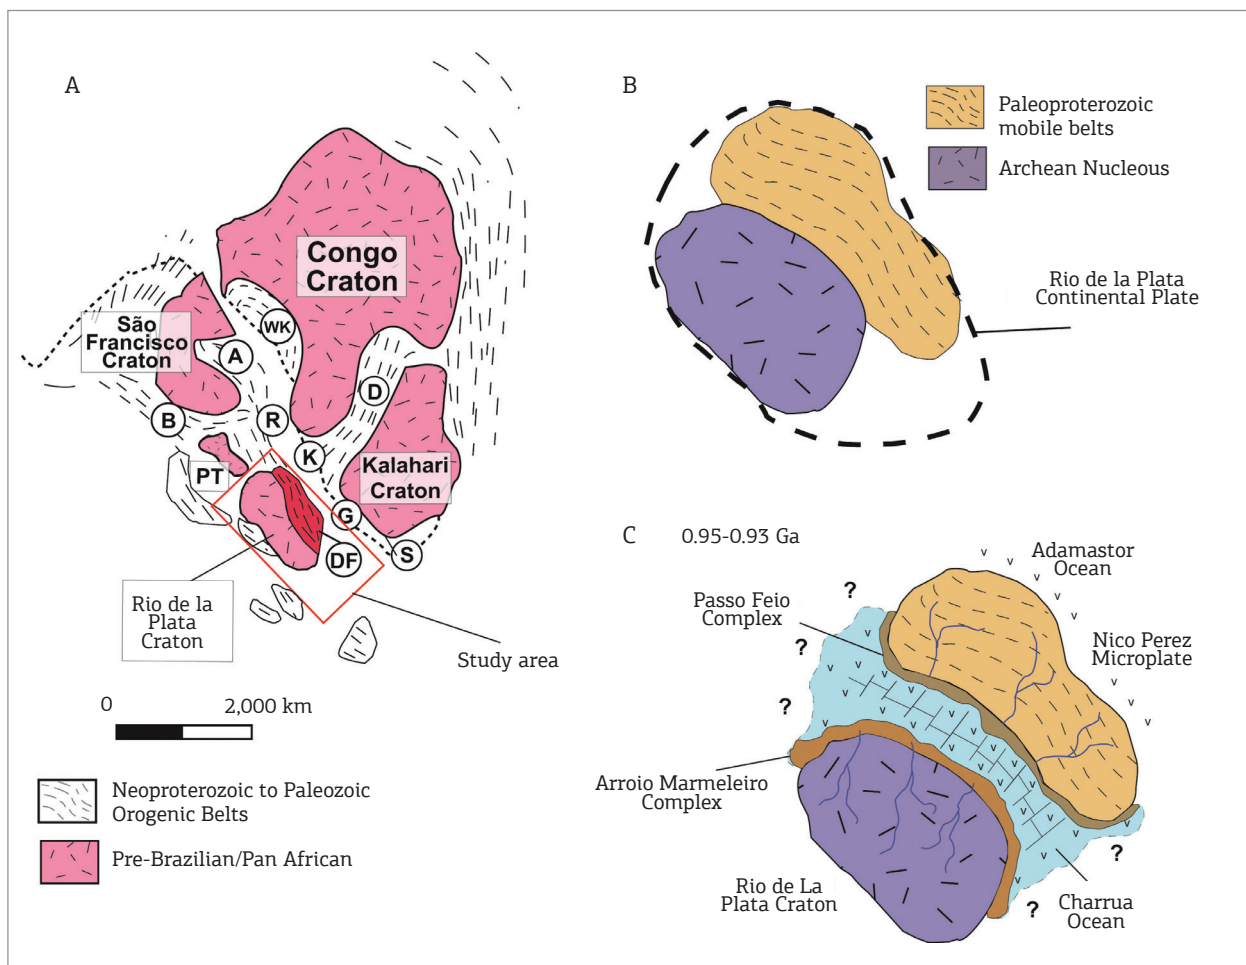 A
Congo
Craton
São
Francisco
Craton
WK
A
D
B
R
K
PT
Kalahari
Craton
G
S
DF
Rio de la
Plata
Craton
Study area
0
2,000 km
Neoproterozoic to Paleozoic
Orogenic Belts
Pre-Brazilian/Pan African
B
Paleoproterozoic
mobile belts
Archean Nucleous
Rio de la Plata
Continental Plate
C
0.95-0.93 Ga
Adamastor
Ocean
Passo Feio
Complex
Nico Perez
Microplate
?
?
?
Arroio Marmeleiro
Complex
Rio de La
Plata Craton
Charrua
Ocean
?
?